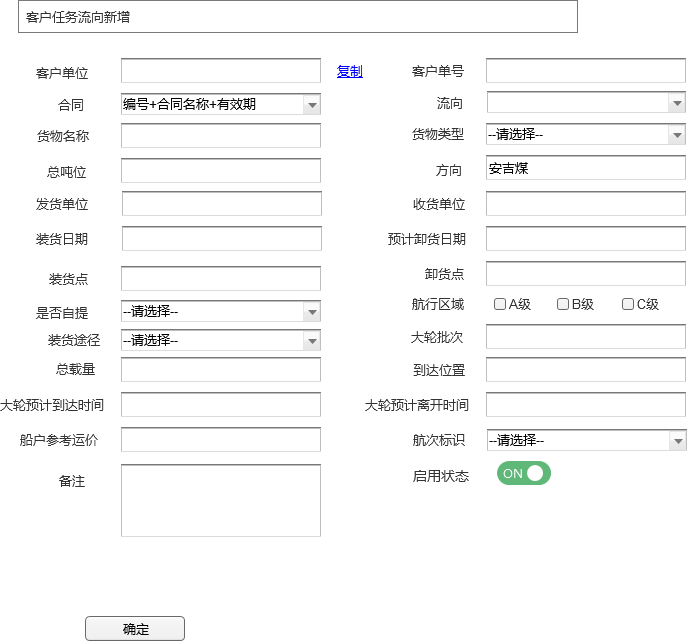 客户任务流向新增
客户单位 复制 客户单号
合同 编号+合同名称+有效期 流向
货物名称 货物类型 --请选择--
总吨位 方向 安吉煤
发货单位 收货单位
装货日期 预计卸货日期
装货点 卸货点
是否自提 --请选择-- 航行区域 A级 B级 C级
装货途径 --请选择-- 大轮批次
总载量 到达位置
大轮预计到达时间 大轮预计离开时间
船户参考运价 航次标识 --请选择--
备注 启用状态 ON
确定